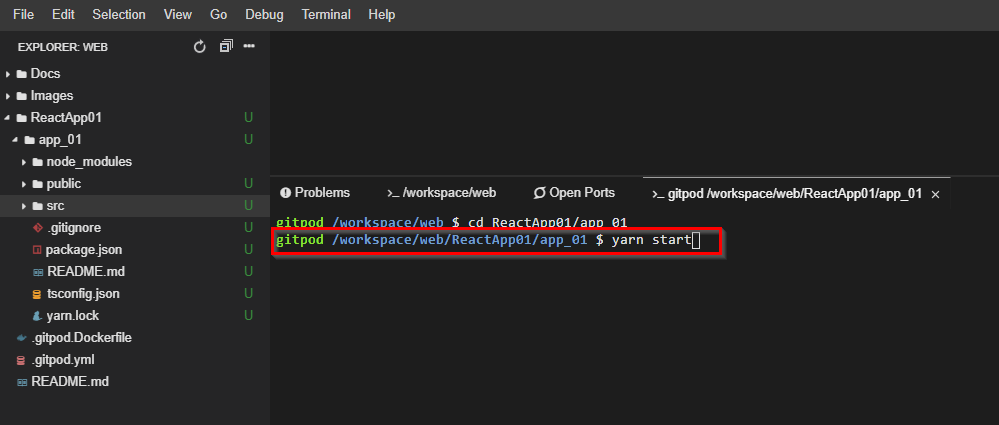 File Edit Selection View Go Debug Terminal Help
EXPLORER: WEB
Docs
Images
ReactApp01 U
app_01 U
node_modules
public U
src U
.gitignore U
package.json U
README.md U
tsconfig.json U
yarn.lock U
.gitpod.Dockerfile
.gitpod.yml
README.md
Problems >_ /workspace/web Open Ports >_ gitpod /workspace/web/ReactApp01/app_01 ×
gitpod /workspace/web $ cd ReactApp01/app_01
gitpod /workspace/web/ReactApp01/app_01 $ yarn start